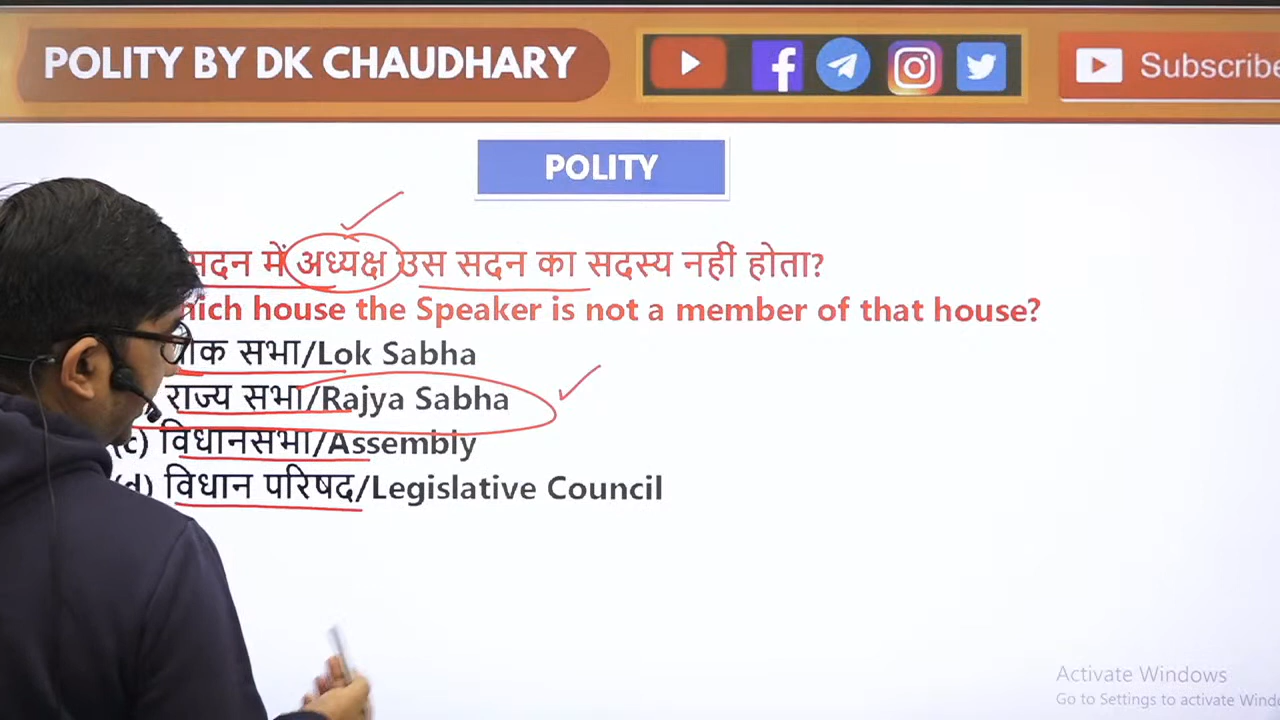 POLITY BY DK CHAUDHARY
Subscribe
POLITY
सदन में अध्यक्ष उस सदन का सदस्य नहीं होता?
house the Speaker is not a member of that house?
सभा/Lok Sabha
राज्य सभा/Rajya Sabha
(c) विधानसभा/Assembly
(d) विधान परिषद/Legislative Council
Activate Windows
Go to Settings to activate